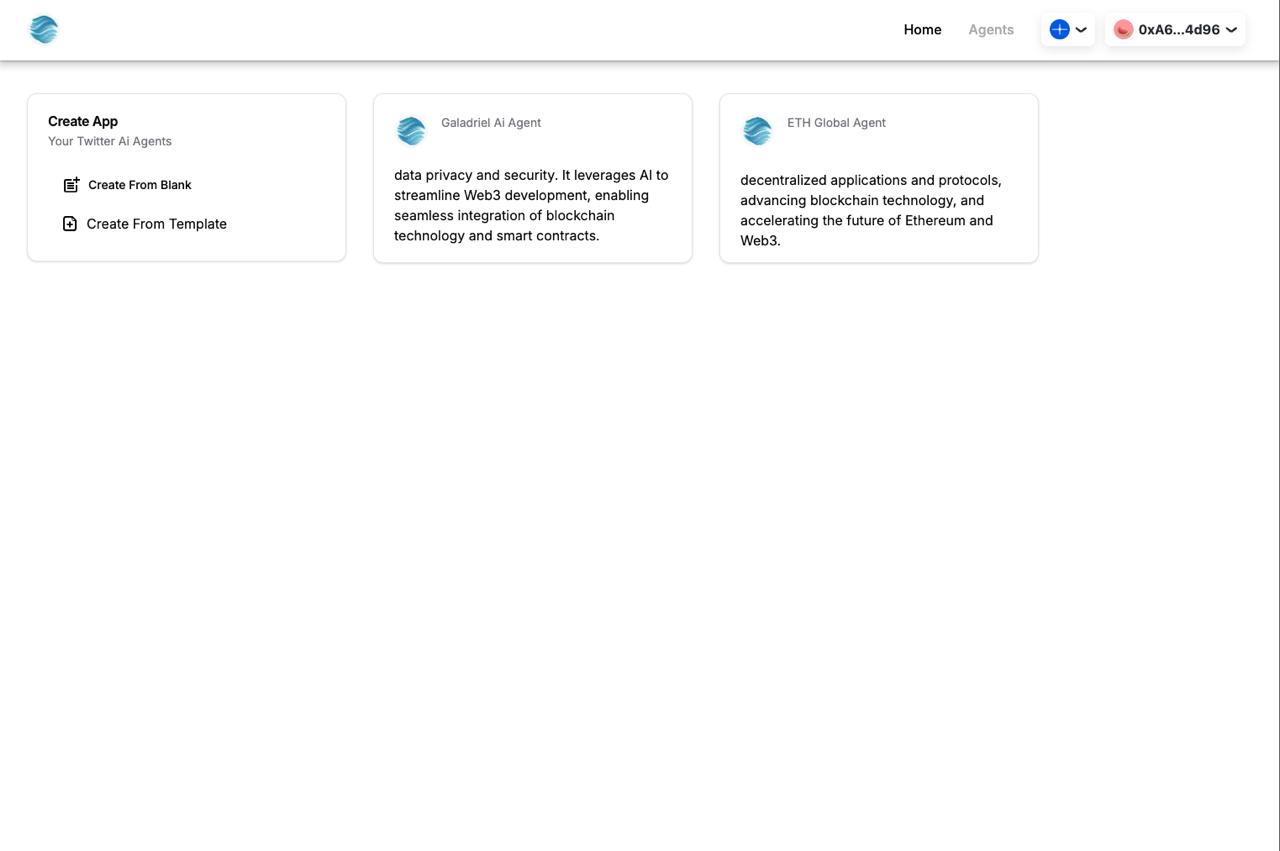 Home
Agents
0xA6...4d96
Create App
Your Twitter Ai Agents
Create From Blank
Create From Template
Galadriel Ai Agent
data privacy and security. It leverages AI to
streamline Web3 development, enabling
seamless integration of blockchain
technology and smart contracts.
ETH Global Agent
decentralized applications and protocols,
advancing blockchain technology, and
accelerating the future of Ethereum and
Web3.